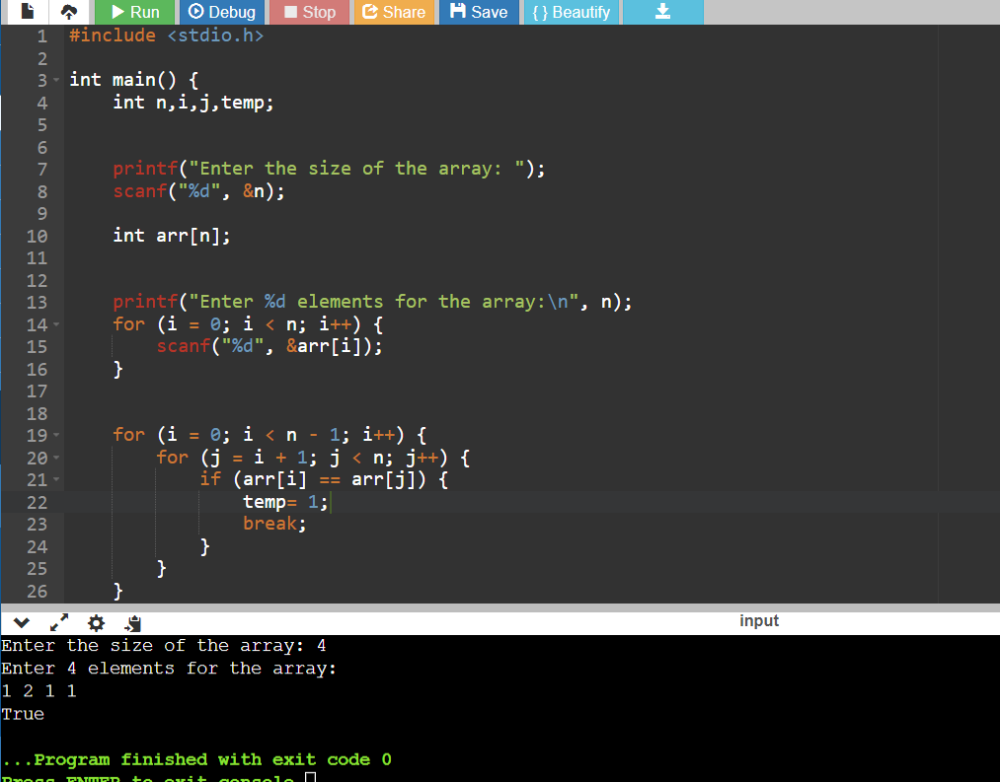 Run Debug Stop Share Save {} Beautify
1 #include <stdio.h>
2
3 int main() {
4     int n,i,j,temp;
5
6
7     printf("Enter the size of the array: ");
8     scanf("%d", &n);
9
10     int arr[n];
11
12
13     printf("Enter %d elements for the array:\n", n);
14     for (i = 0; i < n; i++) {
15         scanf("%d", &arr[i]);
16     }
17
18
19     for (i = 0; i < n - 1; i++) {
20         for (j = i + 1; j < n; j++) {
21             if (arr[i] == arr[j]) {
22                 temp= 1;
23                 break;
24             }
25         }
26     }
input
Enter the size of the array: 4
Enter 4 elements for the array:
1 2 1 1
True
...Program finished with exit code 0
Press ENTER to exit console.